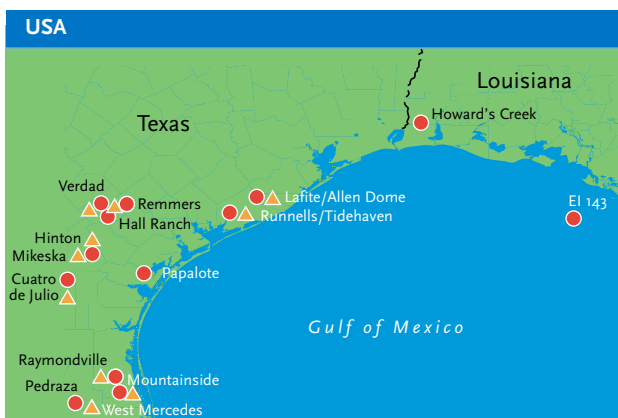 USA
Louisiana
Howard's Creek
Texas
Verdad
Remmers
Hall Ranch
Lafite/Allen Dome
Runnells/Tidehaven
EI 143
Hinton
Mikeska
Papalote
Cuatro
de Julio
Gulf of Mexico
Raymondville
Mountainside
Pedraza
West Mercedes